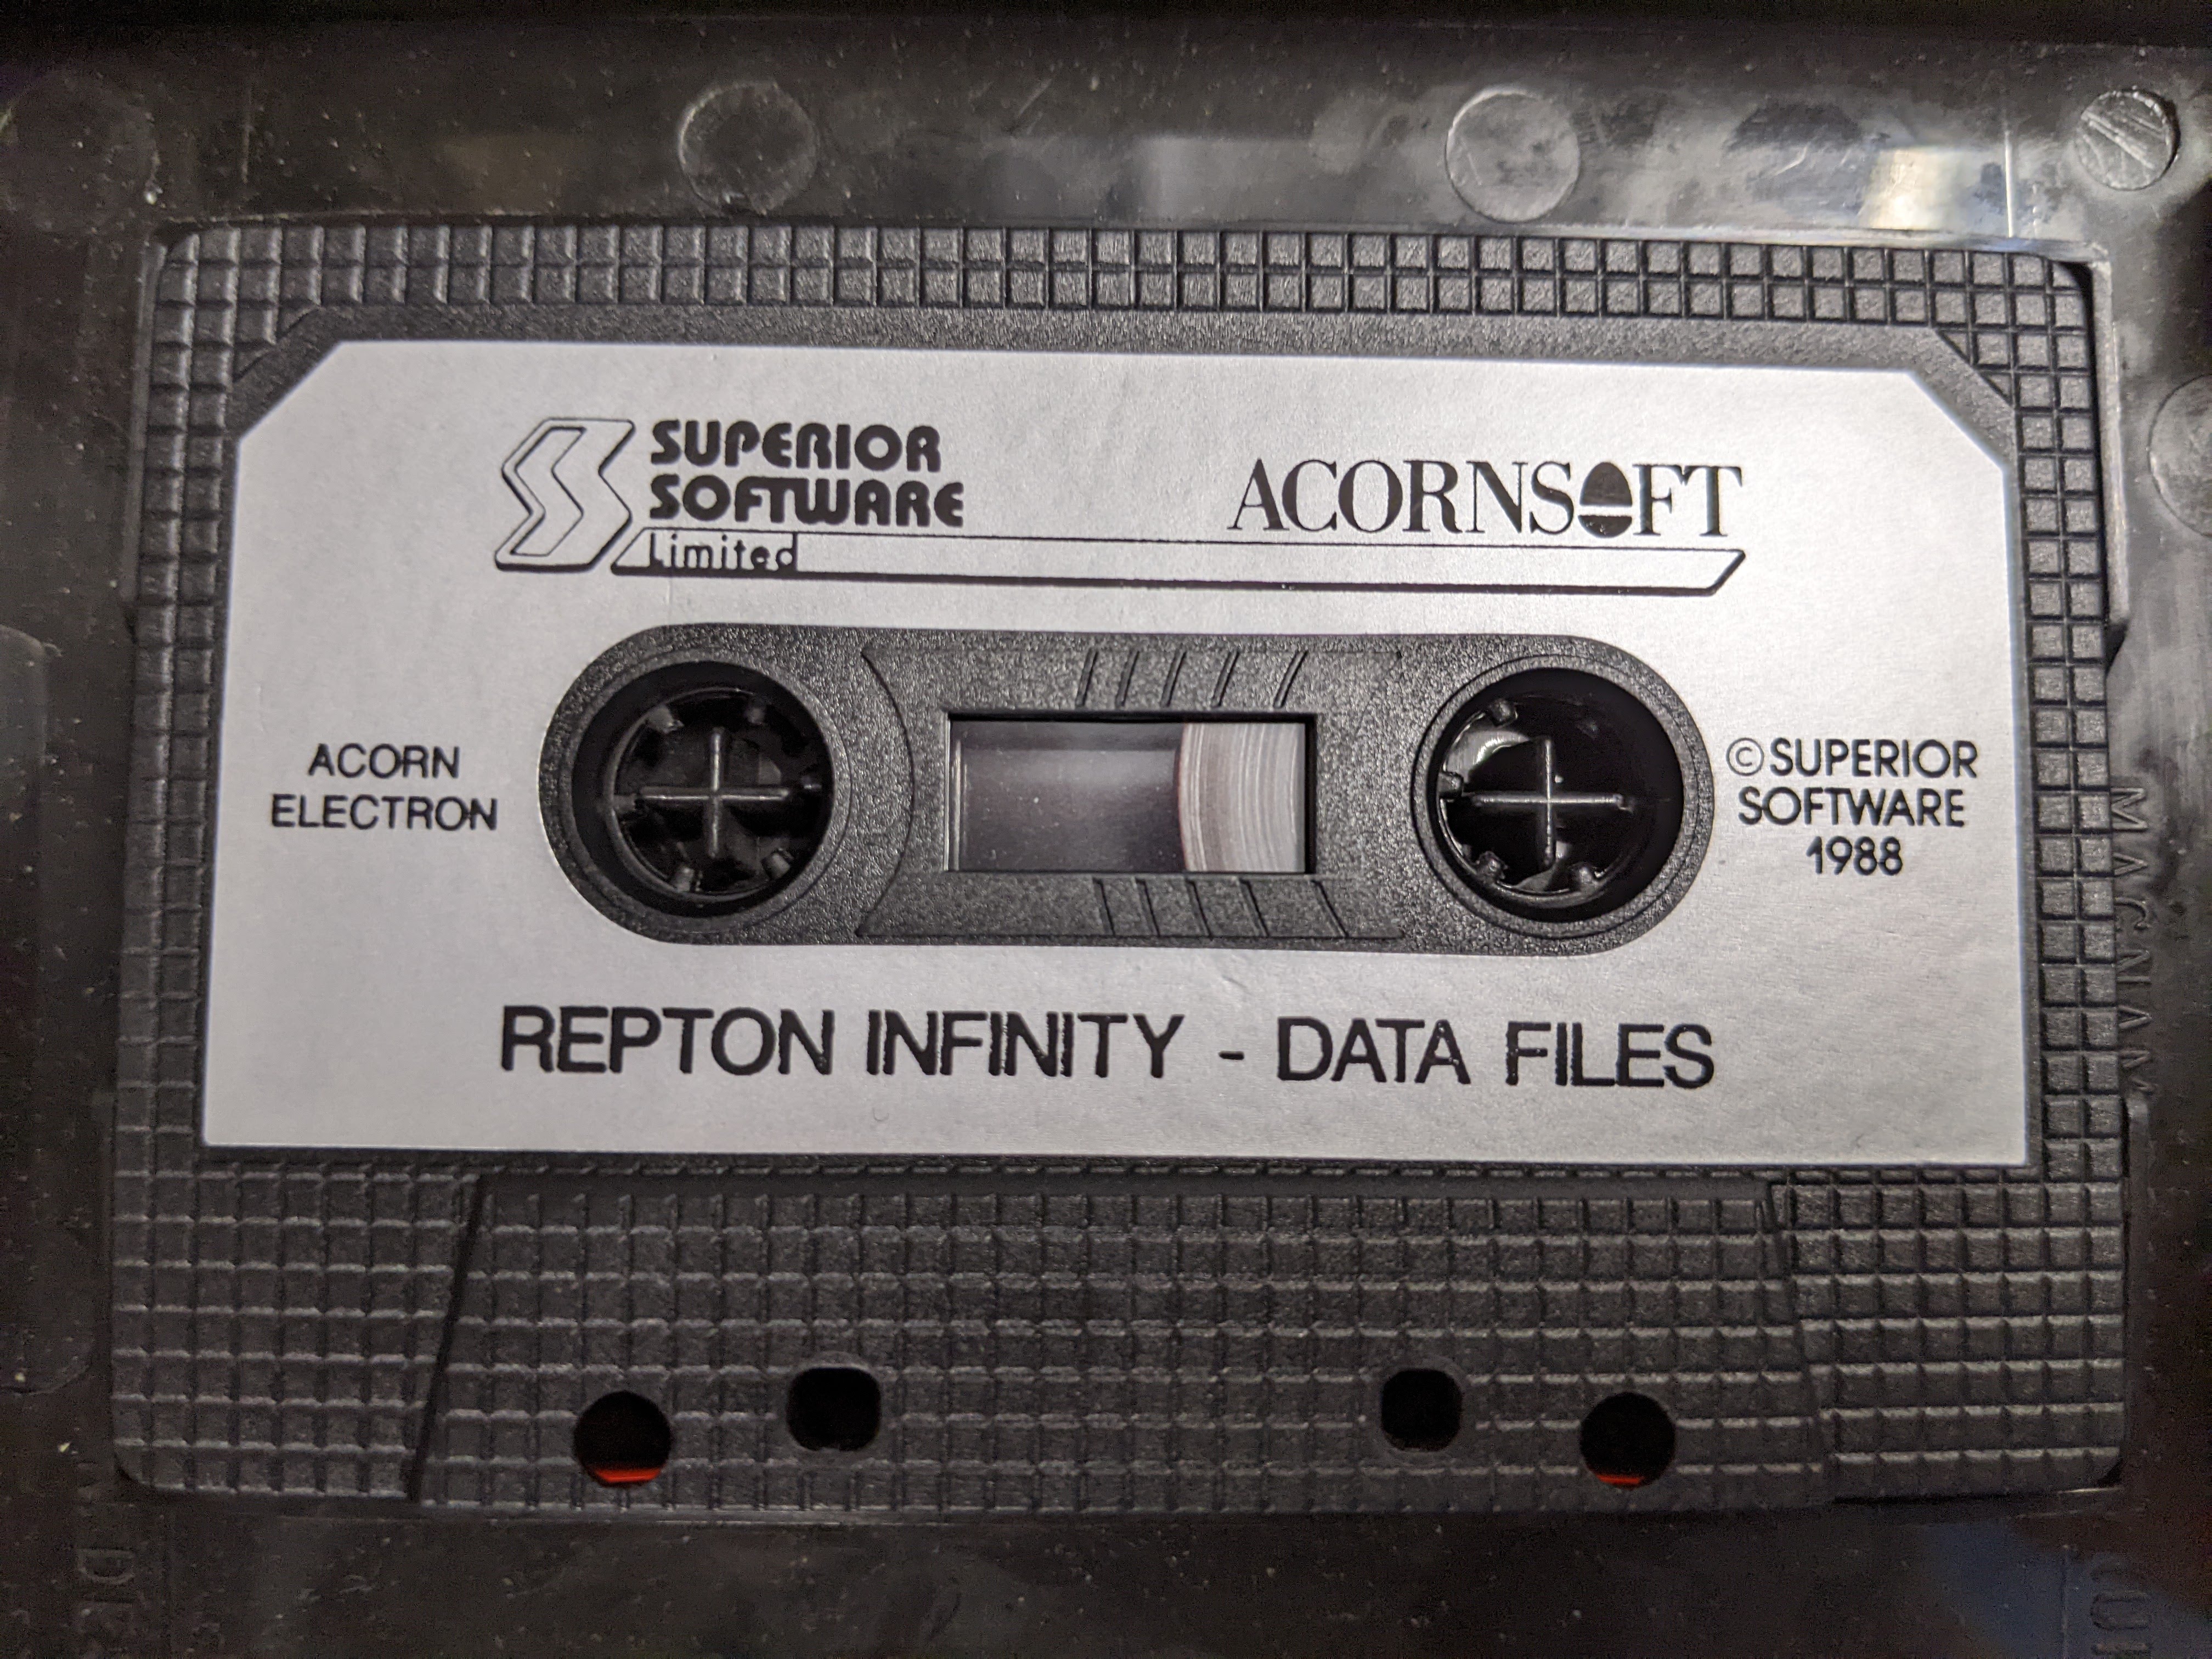 SUPERIOR
SOFTWARE
Limited
ACORNSOFT
ACORN
ELECTRON
©SUPERIOR
SOFTWARE
1988
REPTON INFINITY - DATA FILES